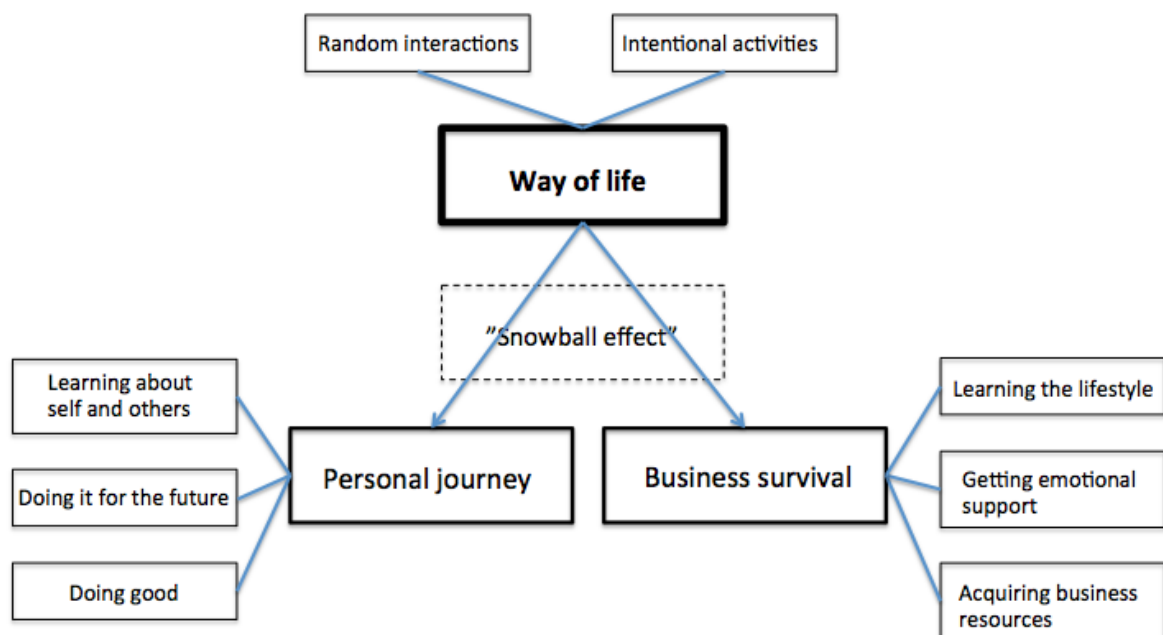 Random interactions
Intentional activities
Way of life
”Snowball effect”
Learning about
self and others
Doing it for the future
Doing good
Personal journey
Business survival
Learning the lifestyle
Getting emotional
support
Acquiring business
resources